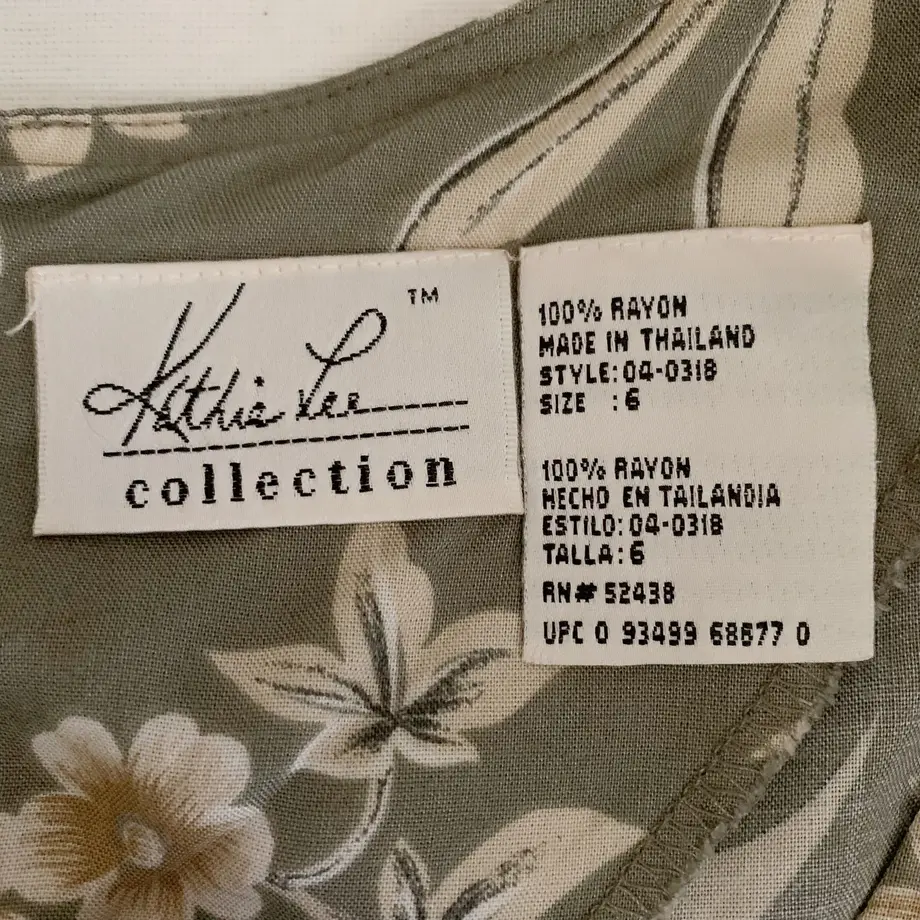 Kathie Lee TM
collection
100% RAYON
MADE IN THAILAND
STYLE:04-0318
SIZE :6
100% RAYON
HECHO EN TAILANDIA
ESTILO:04-0318
TALLA:6
RN# 52438
UPC 0 93499 68677 0